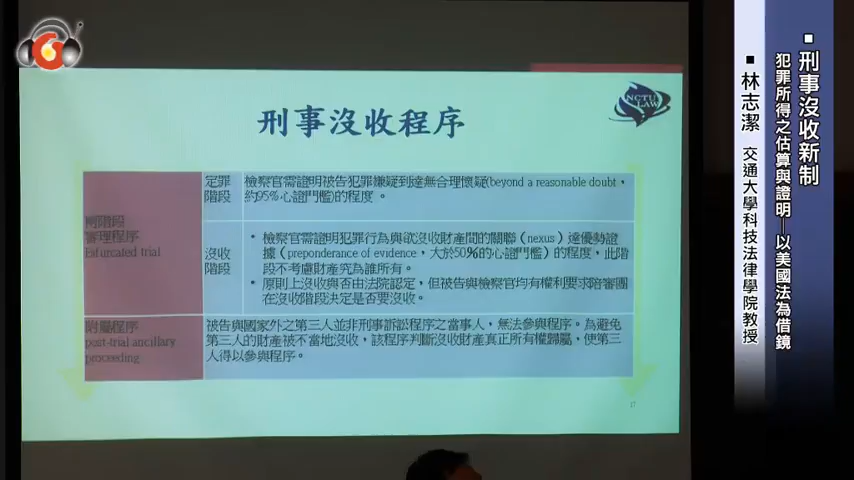 刑事沒收程序
NCTU
LAW
兩階段
審理程序
Bifurcated trial
定罪
階段
檢察官需證明被告犯罪嫌疑到達無合理懷疑(beyond a reasonable doubt，
約95%心證門檻)的程度。
沒收
階段
• 檢察官需證明犯罪行為與欲沒收財產間的關聯（nexus）達優勢證
據（preponderance of evidence，大於50%的心證門檻）的程度，此階
段不考慮財產究為誰所有。
• 原則上沒收與否由法院認定，但被告與檢察官均有權利要求陪審團
在沒收階段決定是否要沒收。
附屬程序
post-trial ancillary
proceeding
被告與國家外之第三人並非刑事訴訟程序之當事人，無法參與程序。為避免
第三人的財產被不當地沒收，該程序判斷沒收財產真正所有權歸屬，使第三
人得以參與程序。
17
▪刑事沒收新制
犯罪所得之估算與證明─以美國法為借鏡
▪林志潔 交通大學科技法律學院教授